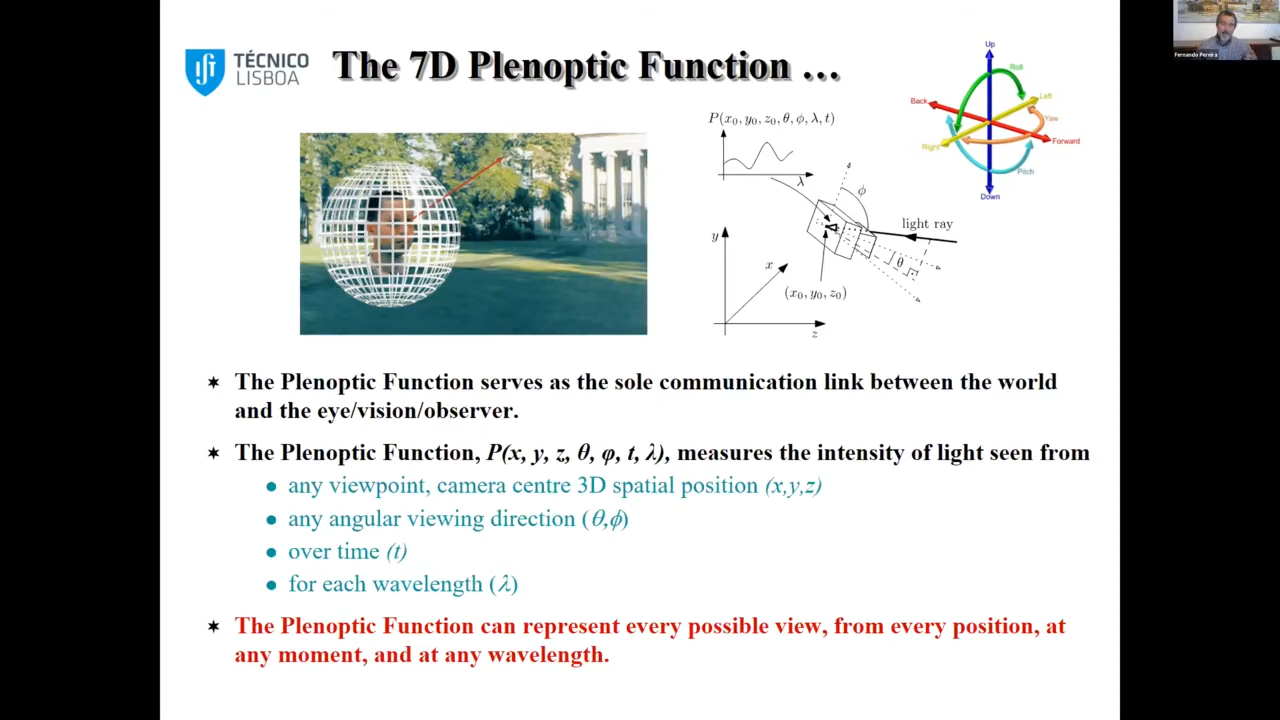 TÉCNICO
LISBOA
The 7D Plenoptic Function …
Fernando Pereira
Up
Roll
Back
Left
Yaw
Right
Forward
Pitch
Down
P(x₀, y₀, z₀, θ, ϕ, λ, t)
λ
ϕ
light ray
y
x
θ
(x₀, y₀, z₀)
z
The Plenoptic Function serves as the sole communication link between the world
and the eye/vision/observer.
The Plenoptic Function, P(x, y, z, θ, φ, t, λ), measures the intensity of light seen from
any viewpoint, camera centre 3D spatial position (x,y,z)
any angular viewing direction (θ,ϕ)
over time (t)
for each wavelength (λ)
The Plenoptic Function can represent every possible view, from every position, at
any moment, and at any wavelength.